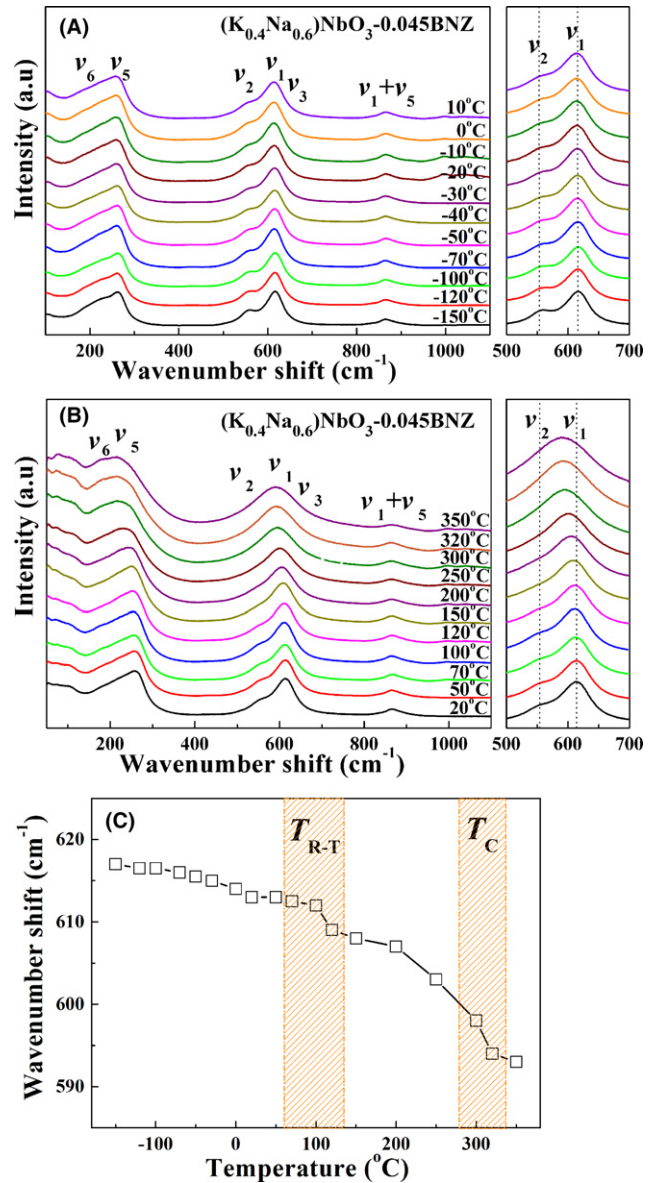 (A) (K0.4Na0.6)NbO3-0.045BNZ
v6 v5 v2 v1 v3 v1+v5
v2 v1
10°C
0°C
-10°C
-20°C
-30°C
-40°C
-50°C
-70°C
-100°C
-120°C
-150°C
Intensity (a.u)
200 400 600 800 1000
500 600 700
Wavenumber shift (cm-1)
(B) (K0.4Na0.6)NbO3-0.045BNZ
v6 v5 v2 v1 v3 v1+v5
v2 v1
350°C
320°C
300°C
250°C
200°C
150°C
120°C
100°C
70°C
50°C
20°C
Intensity (a.u)
200 400 600 800 1000
500 600 700
Wavenumber shift (cm-1)
(C)
TR-T
TC
620
610
600
590
Wavenumber shift (cm-1)
-100 0 100 200 300
Temperature (°C)